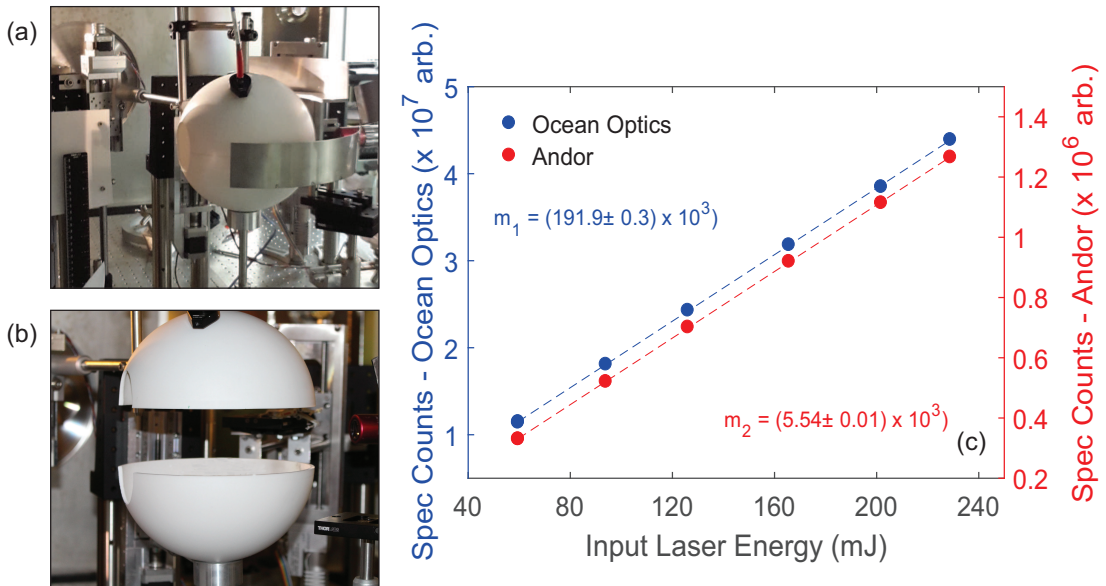 (a)
(b)
Spec Counts - Ocean Optics (x 10⁷ arb.)
5
4
3
2
1
Ocean Optics
Andor
m₁ = (191.9± 0.3) x 10³)
m₂ = (5.54± 0.01) x 10³)
(c)
40 80 120 160 200 240
Input Laser Energy (mJ)
1.4
1.2
1
0.8
0.6
0.4
0.2
Spec Counts - Andor (x 10⁶ arb.)